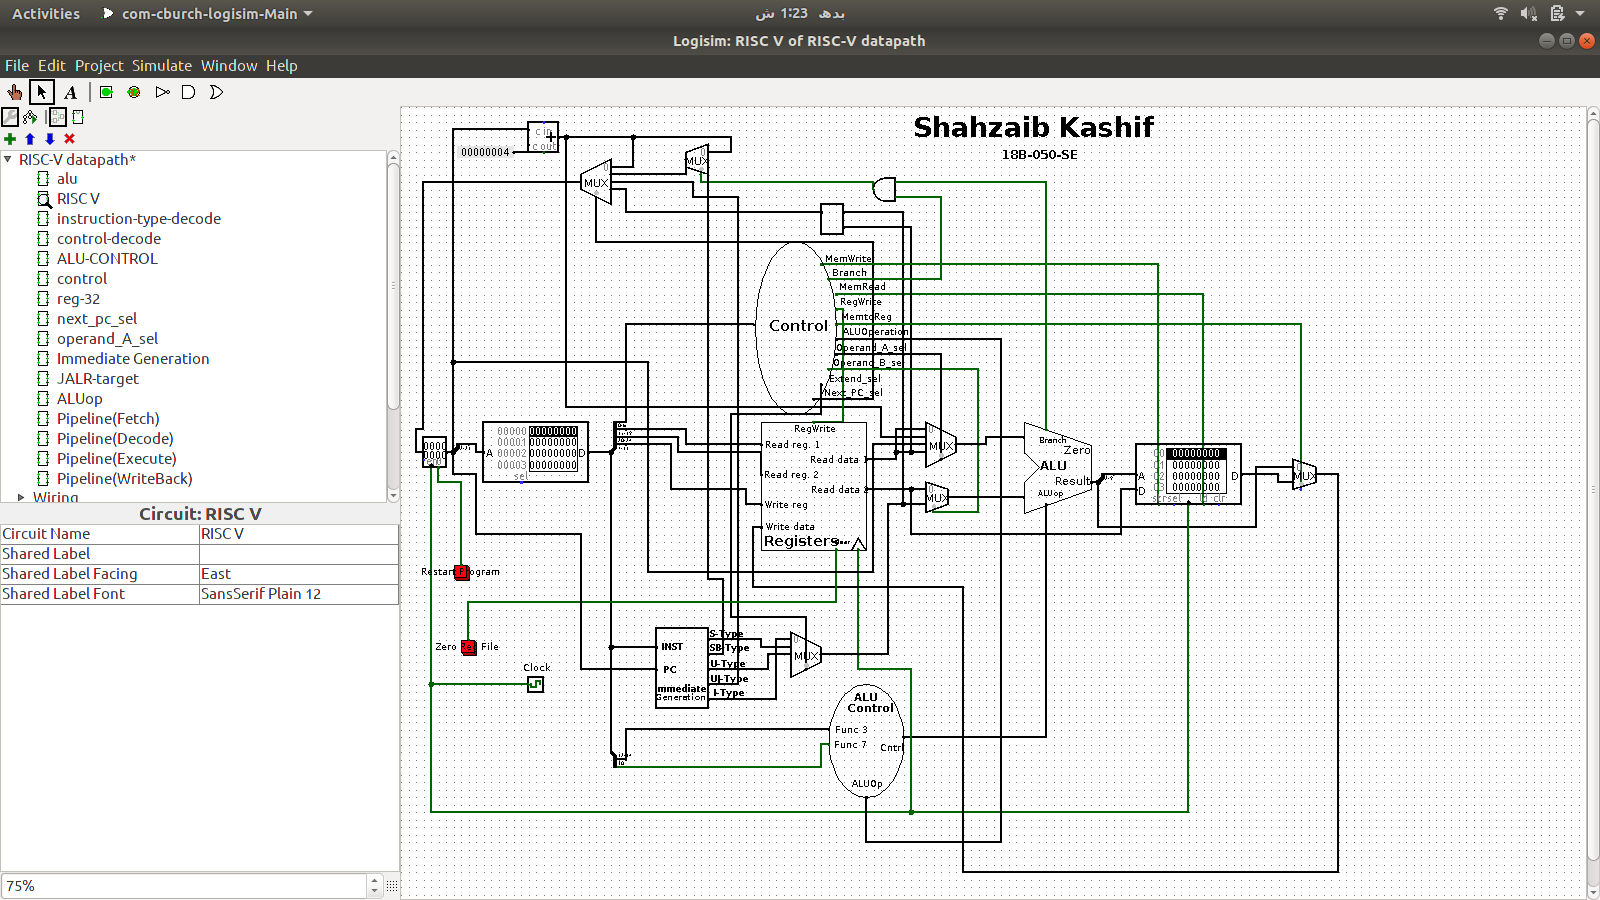 Activities
com-cburch-logisim-Main
بدھ 1:23 ش
Logisim: RISC V of RISC-V datapath
File Edit Project Simulate Window Help
A
RISC-V datapath*
alu
RISC V
instruction-type-decode
control-decode
ALU-CONTROL
control
reg-32
next_pc_sel
operand_A_sel
Immediate Generation
JALR-target
ALUop
Pipeline(Fetch)
Pipeline(Decode)
Pipeline(Execute)
Pipeline(WriteBack)
Wiring
Circuit: RISC V
Circuit Name RISC V
Shared Label
Shared Label Facing East
Shared Label Font SansSerif Plain 12
75%
Shahzaib Kashif
18B-050-SE
c in
c out
00000004
MUX
MUX
Control
MemWrite
Branch
MemRead
RegWrite
MemtoReg
ALUOperation
Operand_A_sel
Operand_B_sel
Extend_sel
Next_PC_sel
A
00000 00000000
00001 00000000
00002 00000000
00003 00000000
D
sel
RegWrite
Read reg. 1
Read data 1
Read reg. 2
Read data 2
Write reg
Write data
Registers
MUX
MUX
Branch
Zero
ALU
Result
ALUop
A
D
00000000
00000000
00000000
00000000
D
MUX
Restart Program
Zero Reg File
Clock
INST
PC
Immediate
Generation
S-Type
SB-Type
U-Type
UJ-Type
I-Type
MUX
ALU
Control
Func 3
Func 7
Cntrl
ALUOp